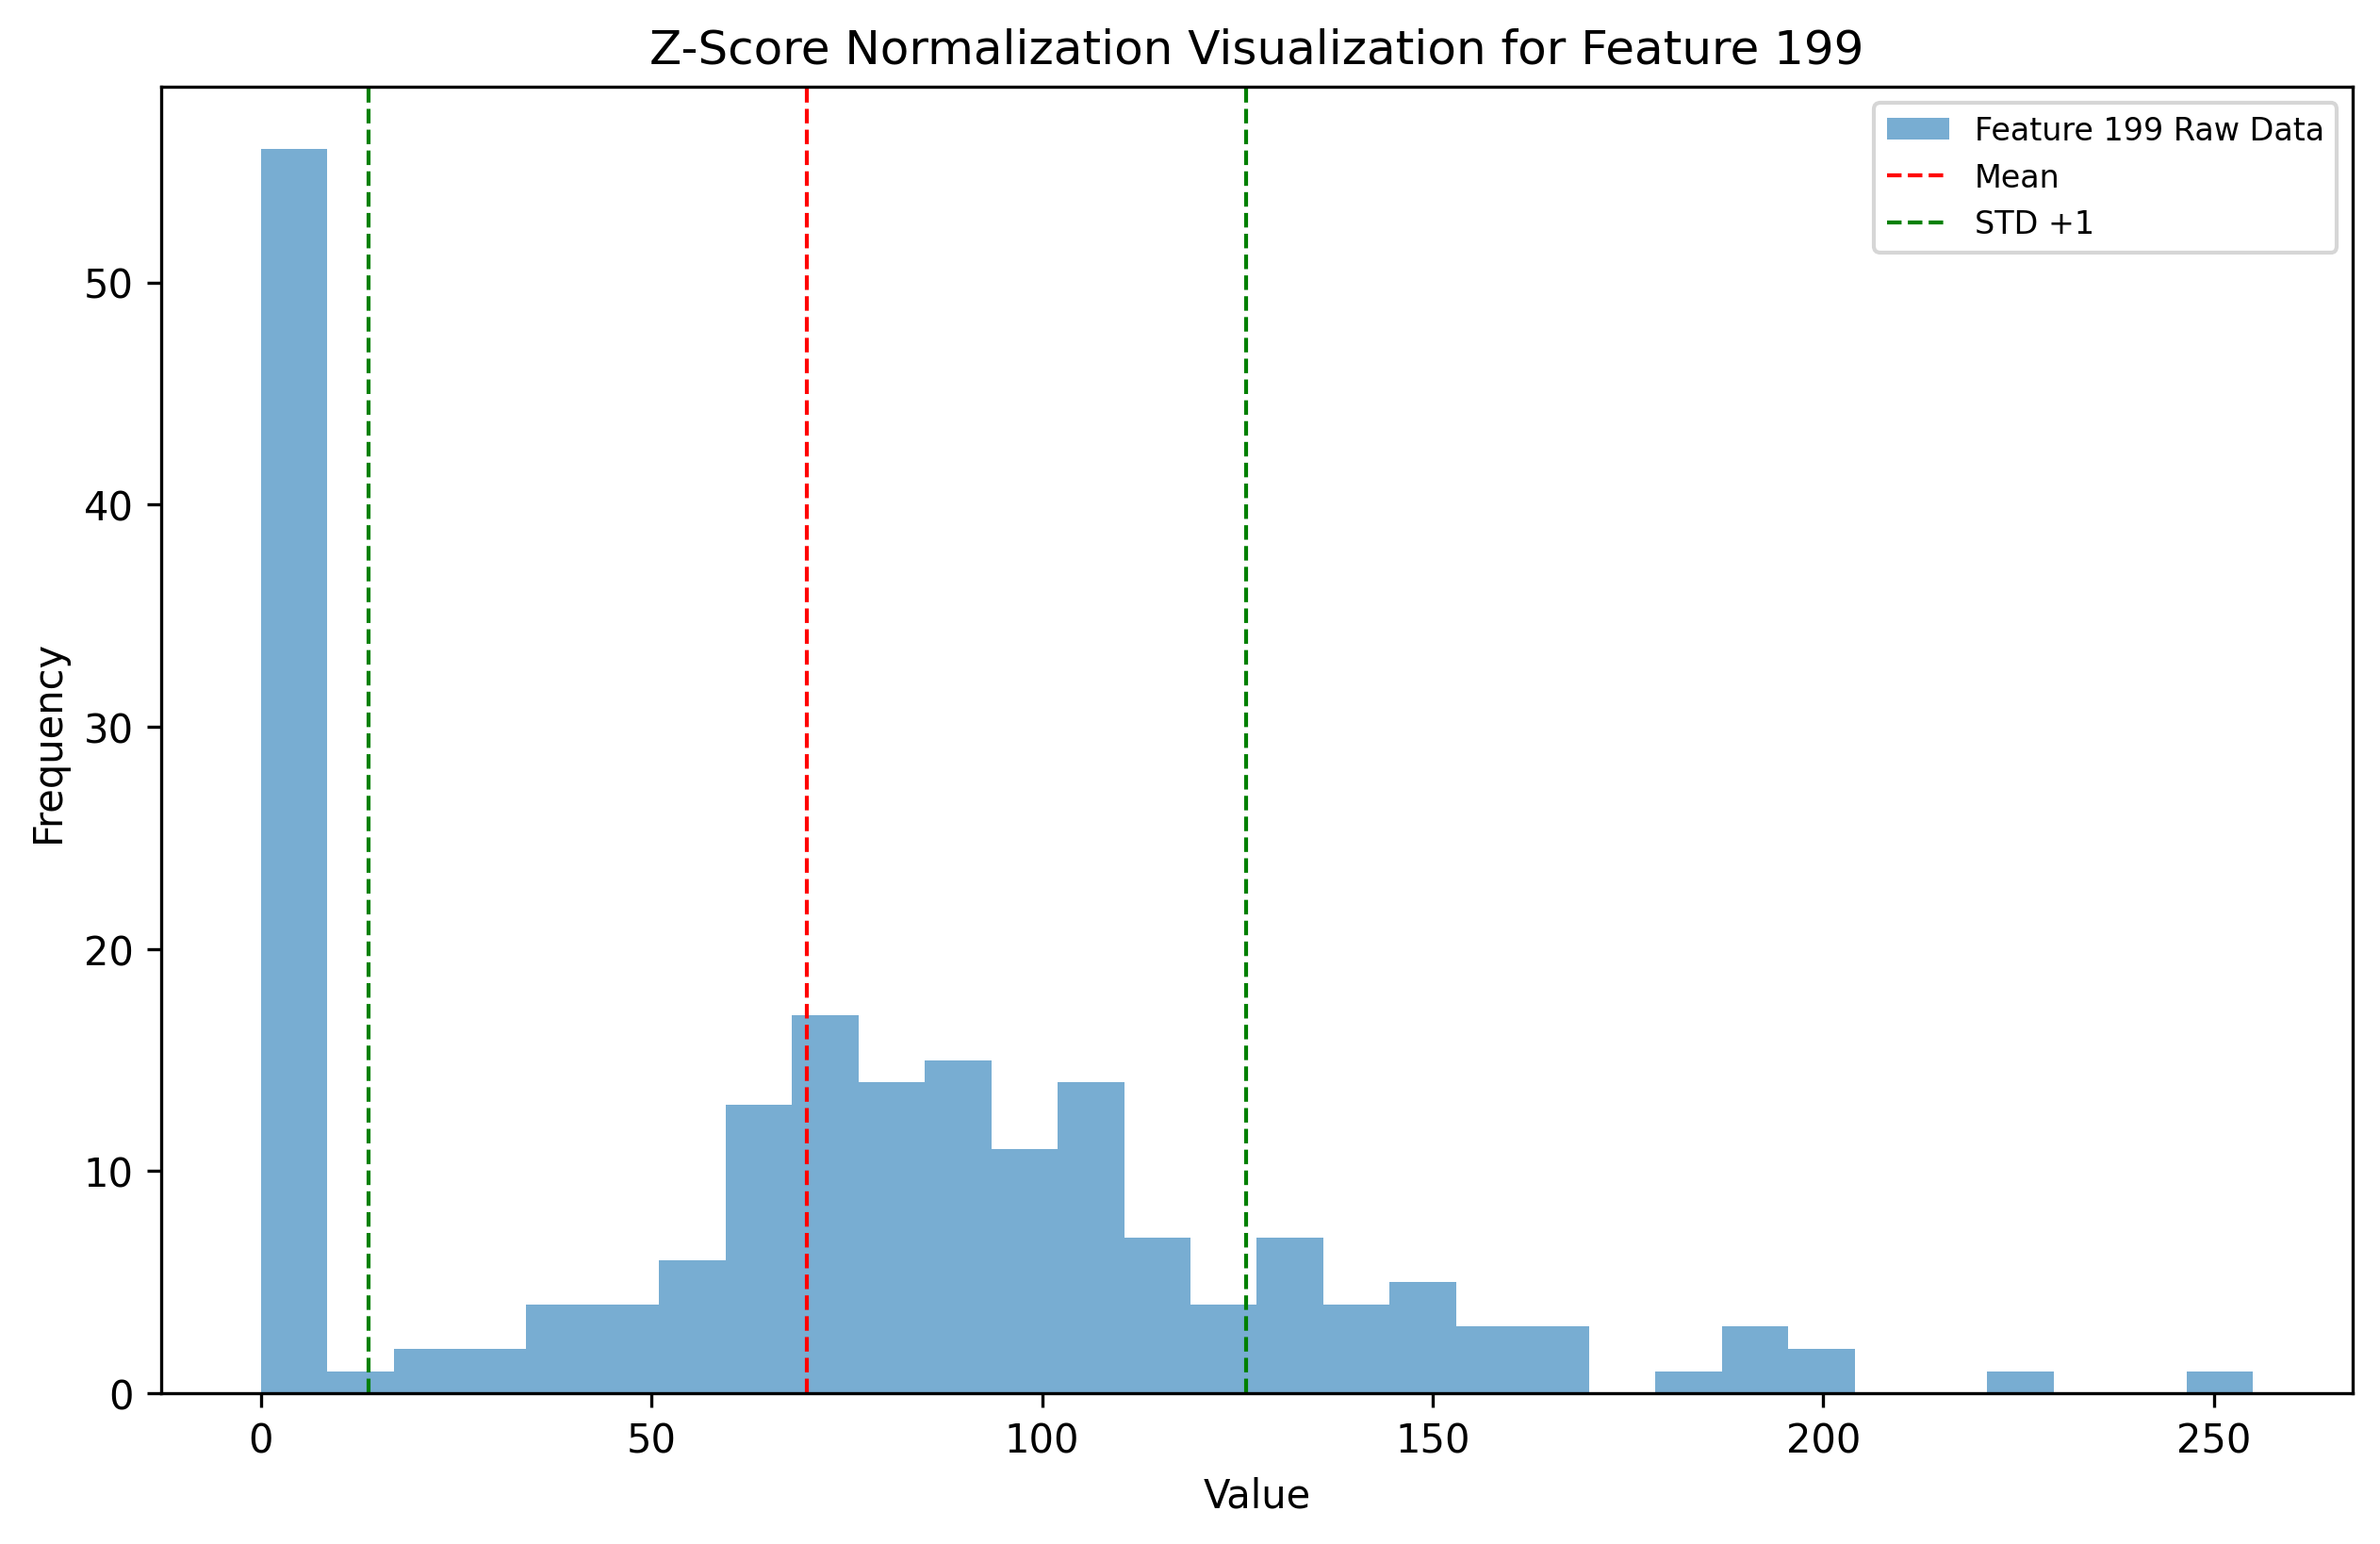 Z-Score Normalization Visualization for Feature 199
Feature 199 Raw Data
Mean
STD +1
50
40
30
20
10
0
Frequency
0 50 100 150 200 250
Value